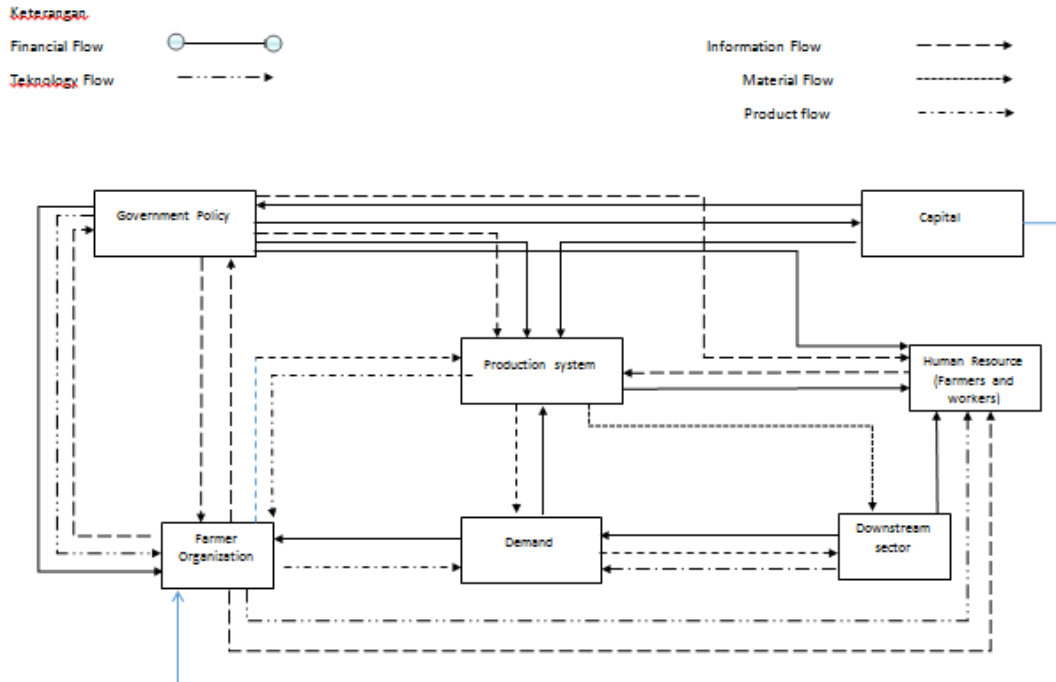 Keterangan
Financial Flow
Teknology Flow
Information Flow
Material Flow
Product flow
Government Policy
Capital
Production system
Human Resource
(Farmers and
workers)
Farmer
Organization
Demand
Downstream
sector